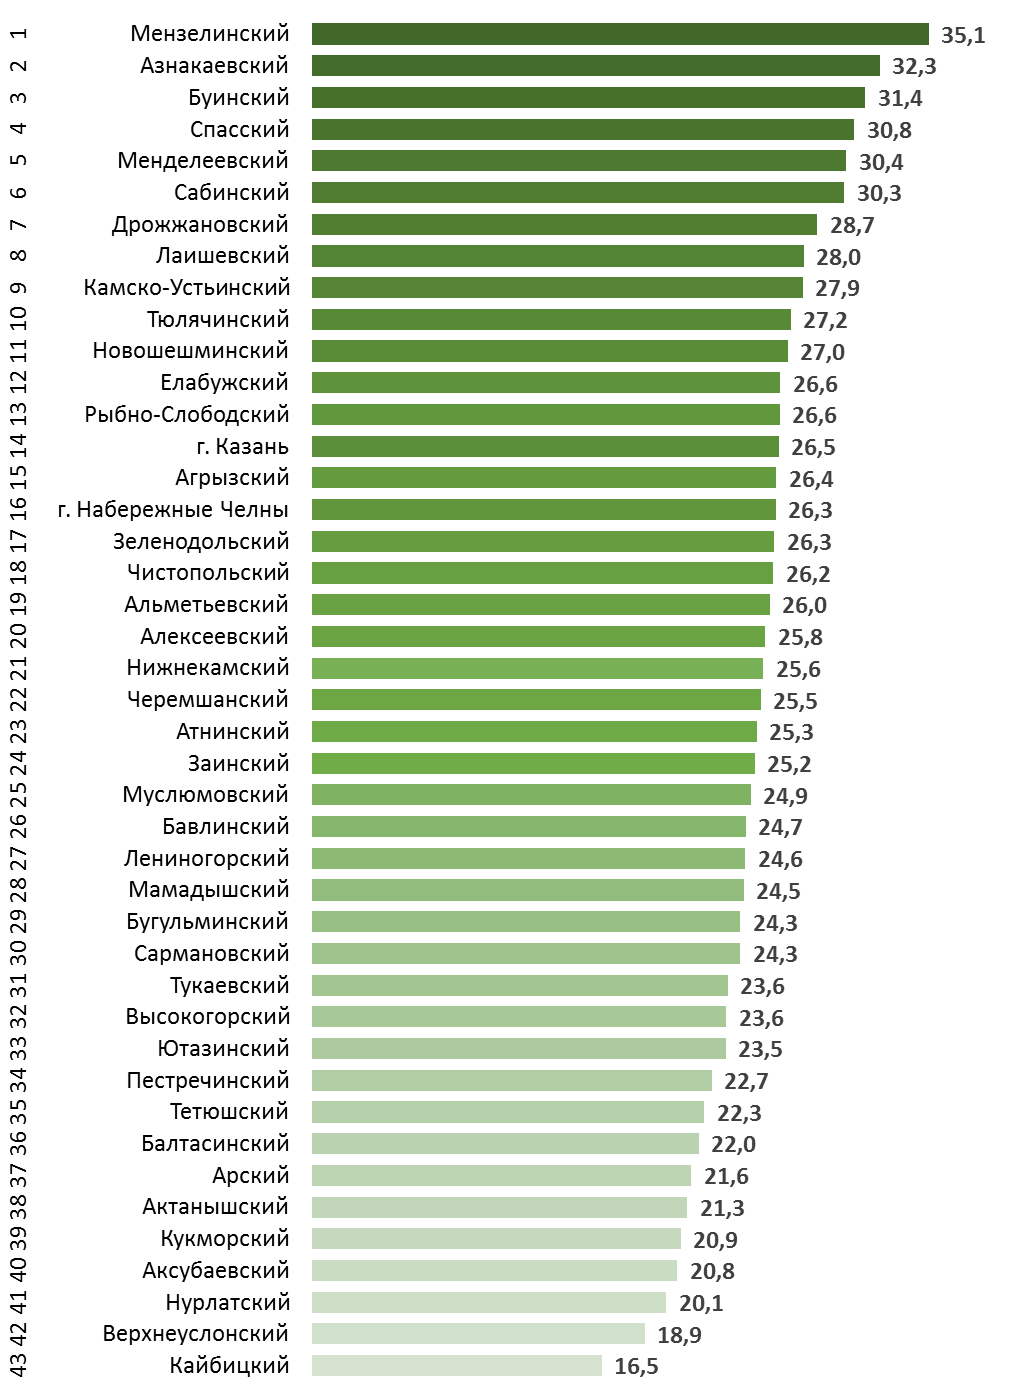 1 Мензелинский 35,1
2 Азнакаевский 32,3
3 Буинский 31,4
4 Спасский 30,8
5 Менделеевский 30,4
6 Сабинский 30,3
7 Дрожжановский 28,7
8 Лаишевский 28,0
9 Камско-Устьинский 27,9
10 Тюлячинский 27,2
11 Новошешминский 27,0
12 Елабужский 26,6
13 Рыбно-Слободский 26,6
14 г. Казань 26,5
15 Агрызский 26,4
16 г. Набережные Челны 26,3
17 Зеленодольский 26,3
18 Чистопольский 26,2
19 Альметьевский 26,0
20 Алексеевский 25,8
21 Нижнекамский 25,6
22 Черемшанский 25,5
23 Атнинский 25,3
24 Заинский 25,2
25 Муслюмовский 24,9
26 Бавлинский 24,7
27 Лениногорский 24,6
28 Мамадышский 24,5
29 Бугульминский 24,3
30 Сармановский 24,3
31 Тукаевский 23,6
32 Высокогорский 23,6
33 Ютазинский 23,5
34 Пестречинский 22,7
35 Тетюшский 22,3
36 Балтасинский 22,0
37 Арский 21,6
38 Актанышский 21,3
39 Кукморский 20,9
40 Аксубаевский 20,8
41 Нурлатский 20,1
42 Верхнеуслонский 18,9
43 Кайбицкий 16,5